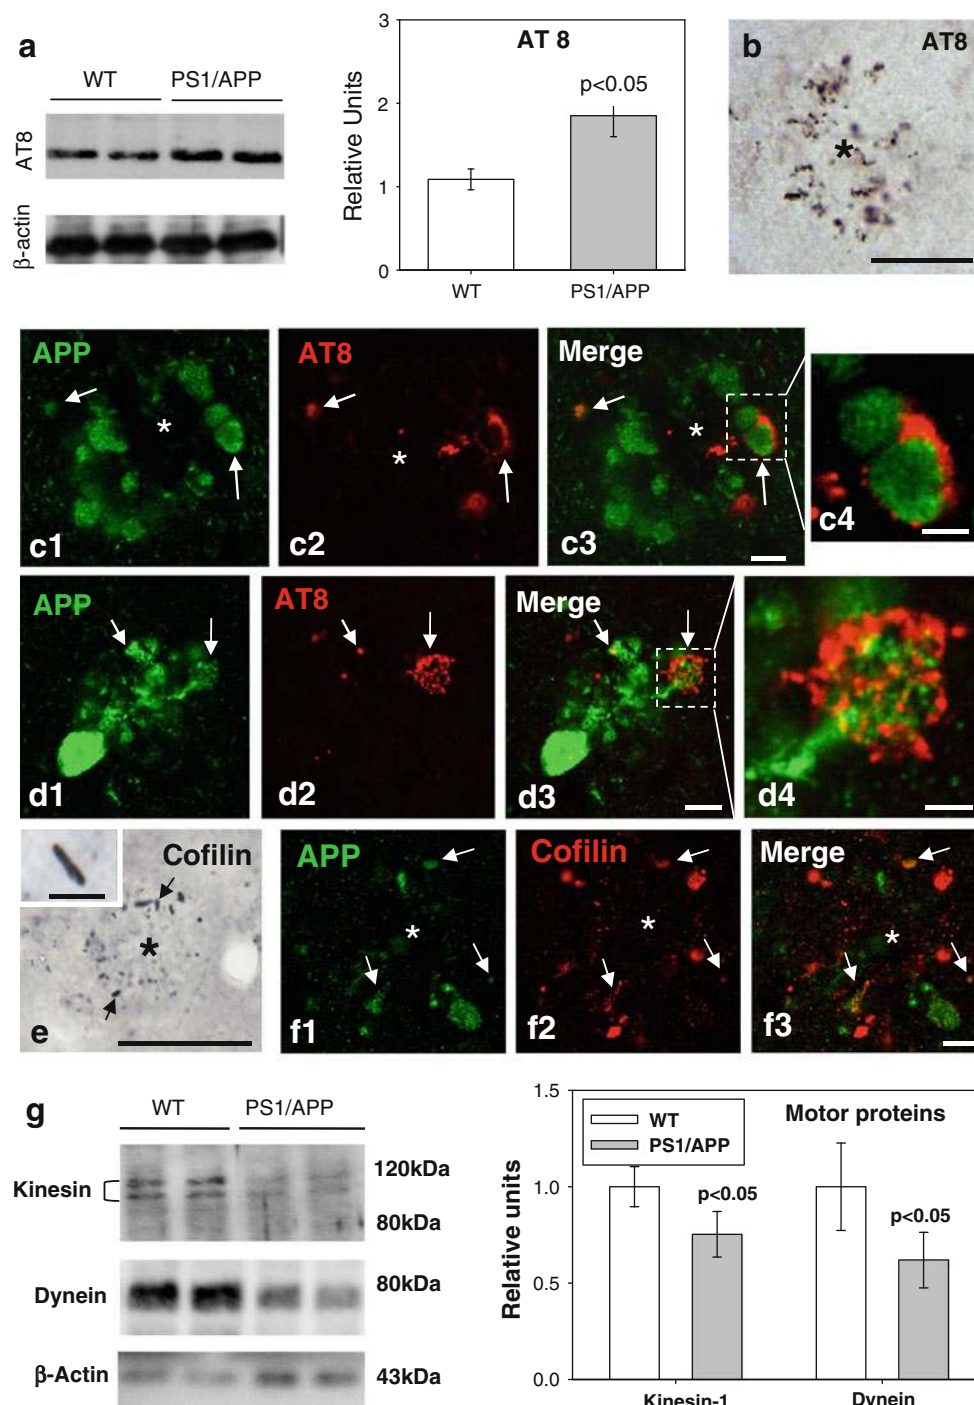 a
WT
PS1/APP
AT8
β-actin
AT 8
3
2
1
0
Relative Units
p<0.05
WT
PS1/APP
b
AT8
*
APP
*
c1
AT8
*
c2
Merge
*
c3
c4
APP
d1
AT8
d2
Merge
d3
d4
Cofilin
*
e
APP
*
f1
Cofilin
*
f2
Merge
*
f3
g
WT
PS1/APP
Kinesin
120kDa
80kDa
Dynein
80kDa
β-Actin
43kDa
1.5
1.0
0.5
0.0
Relative units
WT
PS1/APP
Motor proteins
p<0.05
p<0.05
Kinesin-1
Dynein